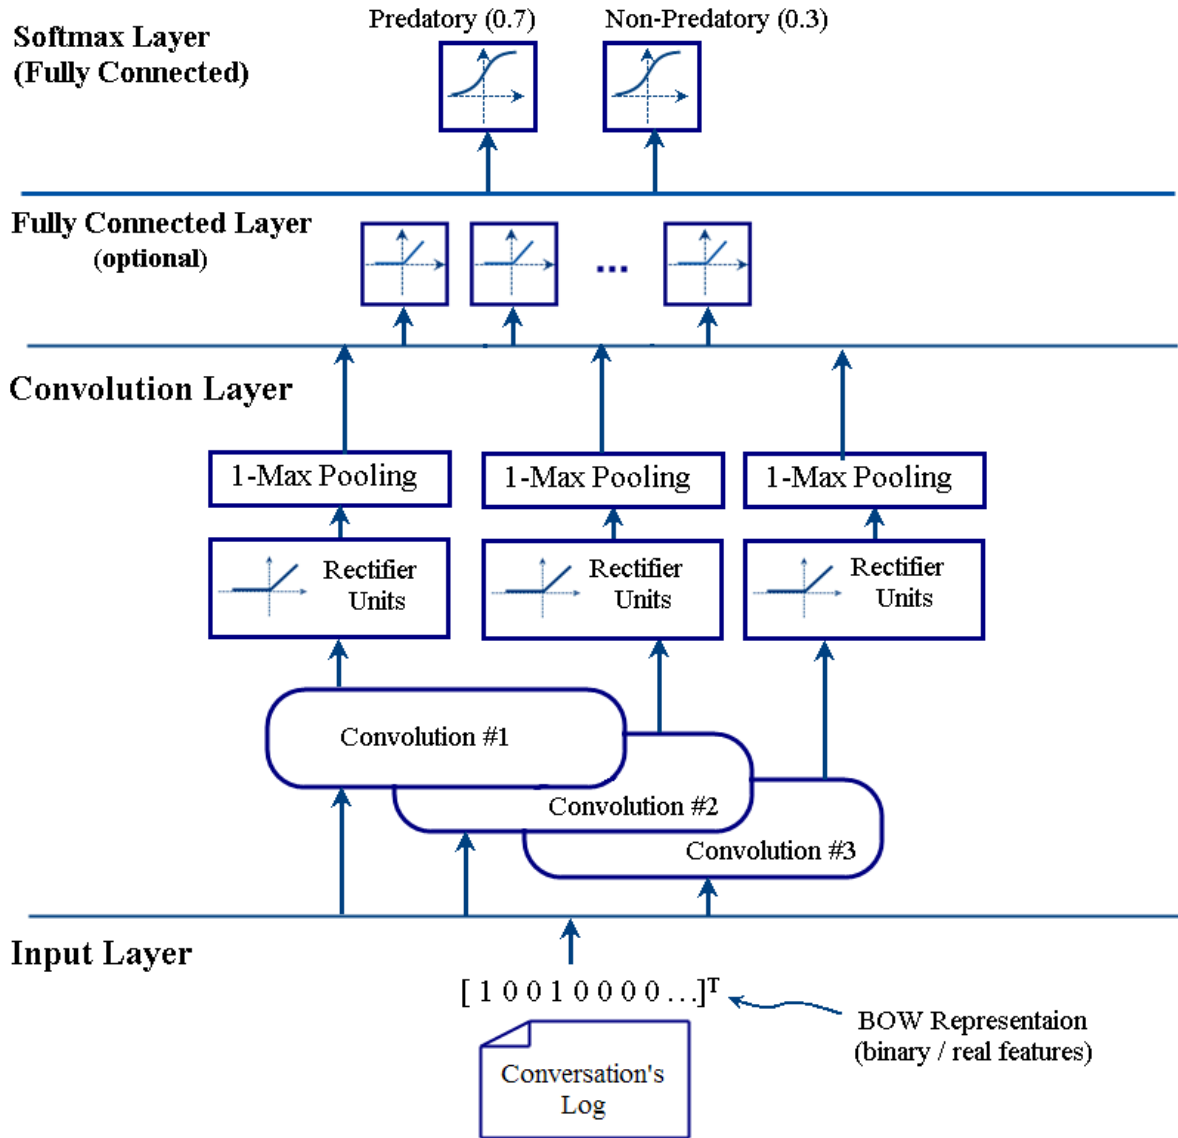 Predatory (0.7)
Non-Predatory (0.3)
Softmax Layer
(Fully Connected)
Fully Connected Layer
(optional)
...
Convolution Layer
1-Max Pooling
1-Max Pooling
1-Max Pooling
Rectifier
Units
Rectifier
Units
Rectifier
Units
Convolution #1
Convolution #2
Convolution #3
Input Layer
[ 1 0 0 1 0 0 0 0 ...]ᵀ
BOW Representaion
(binary / real features)
Conversation's
Log